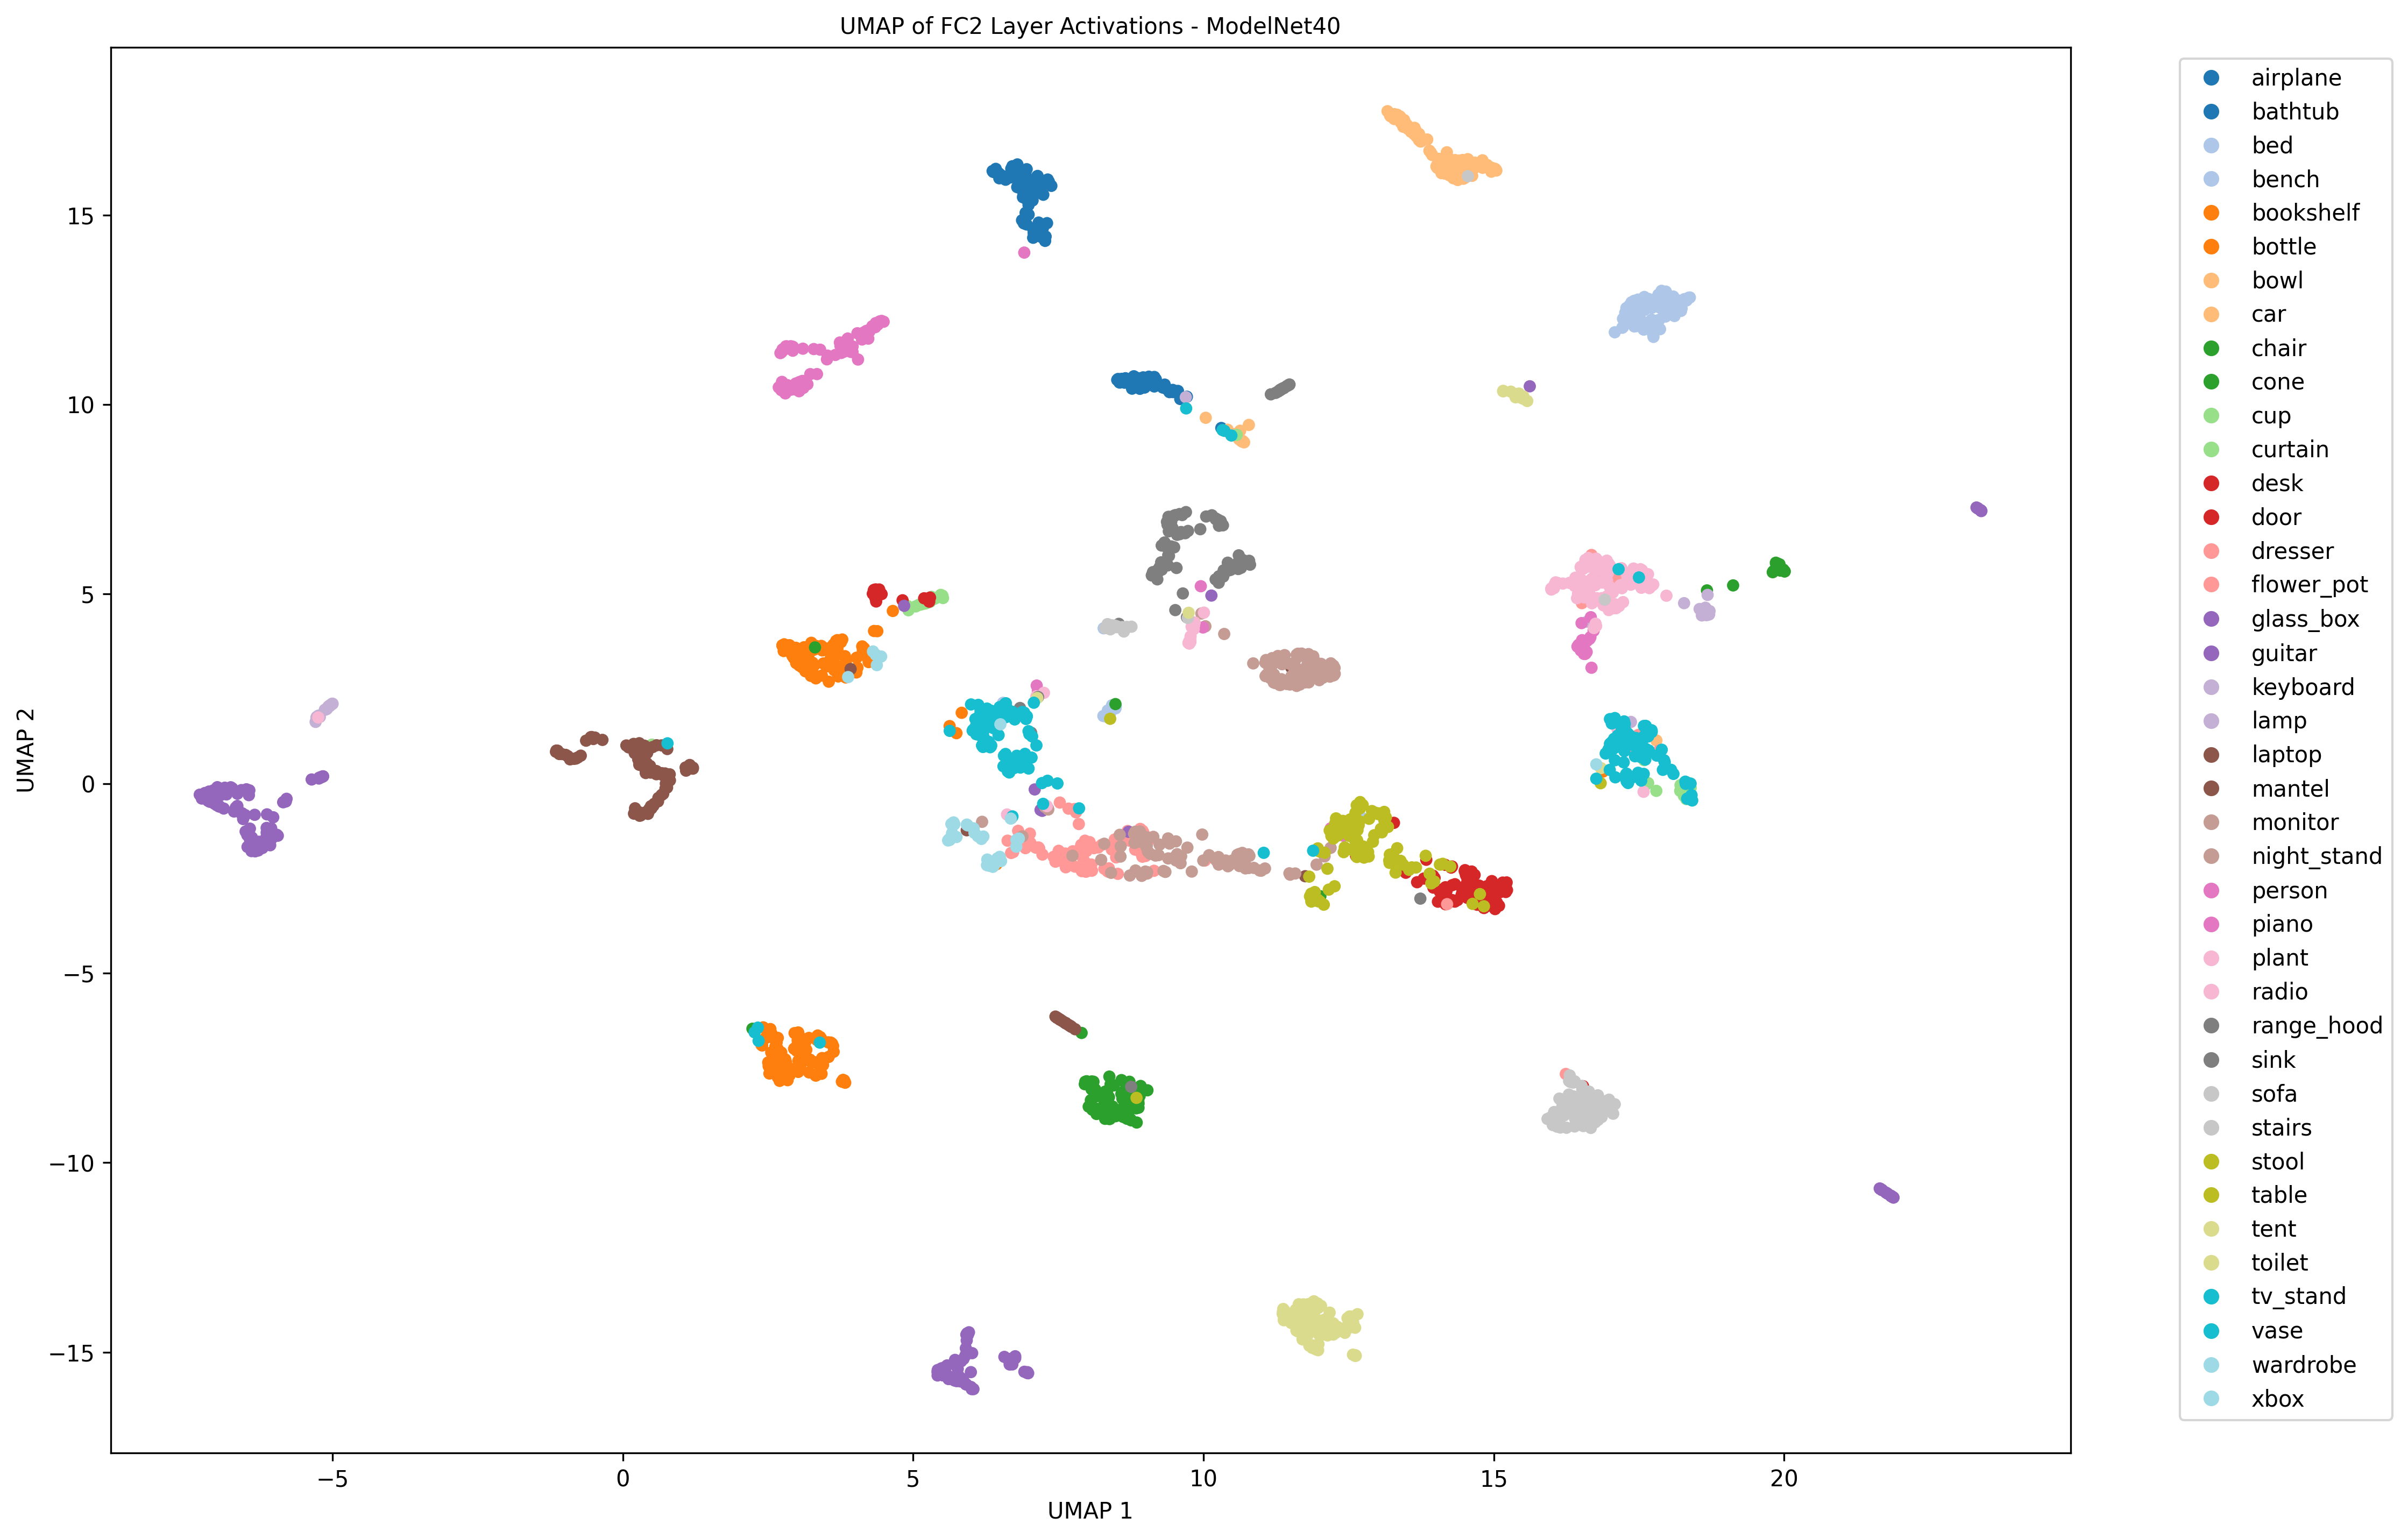 UMAP of FC2 Layer Activations - ModelNet40
airplane
bathtub
bed
bench
bookshelf
bottle
bowl
car
chair
cone
cup
curtain
desk
door
dresser
flower_pot
glass_box
guitar
keyboard
lamp
laptop
mantel
monitor
night_stand
person
piano
plant
radio
range_hood
sink
sofa
stairs
stool
table
tent
toilet
tv_stand
vase
wardrobe
xbox
UMAP 2
15
10
5
0
−5
−10
−15
−5 0 5 10 15 20
UMAP 1